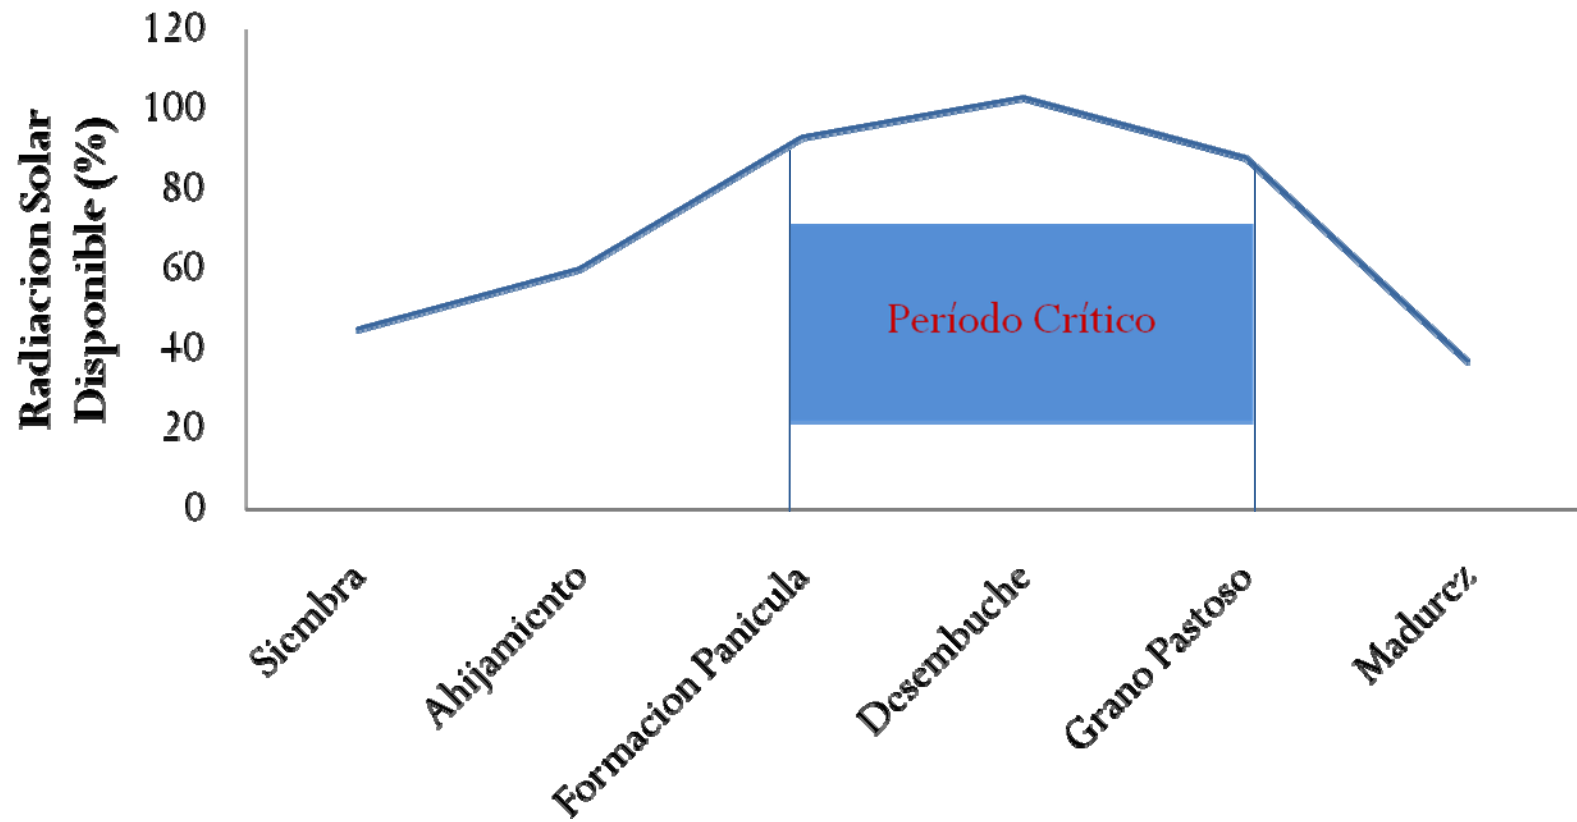 Radiacion Solar
Disponible (%)
120
100
80
60
40
20
0
Período Crítico
Siembra
Ahijamiento
Formacion Panicula
Desembuche
Grano Pastoso
Madurez